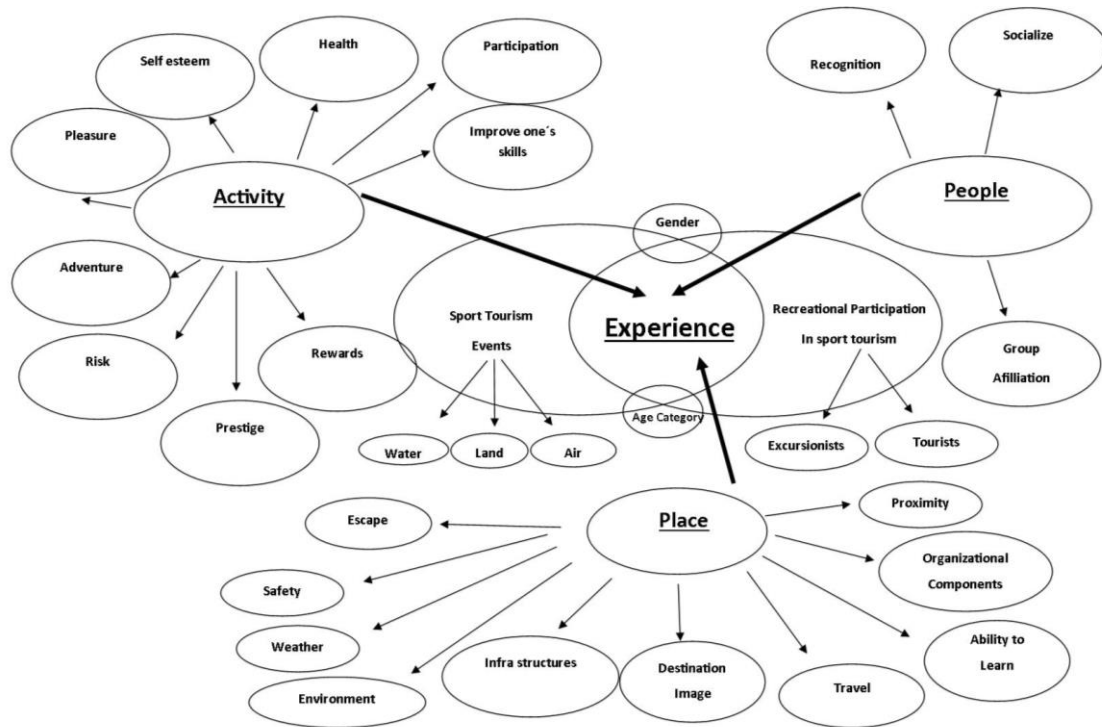 Health
Participation
Socialize
Self esteem
Recognition
Pleasure
Improve one´s
skills
Activity
People
Gender
Adventure
Sport Tourism
Events
Experience
Recreational Participation
In sport tourism
Risk
Rewards
Group
Afilliation
Prestige
Age Category
Water
Land
Air
Excursionists
Tourists
Escape
Place
Proximity
Organizational
Components
Safety
Weather
Infra structures
Destination
Image
Ability to
Learn
Environment
Travel